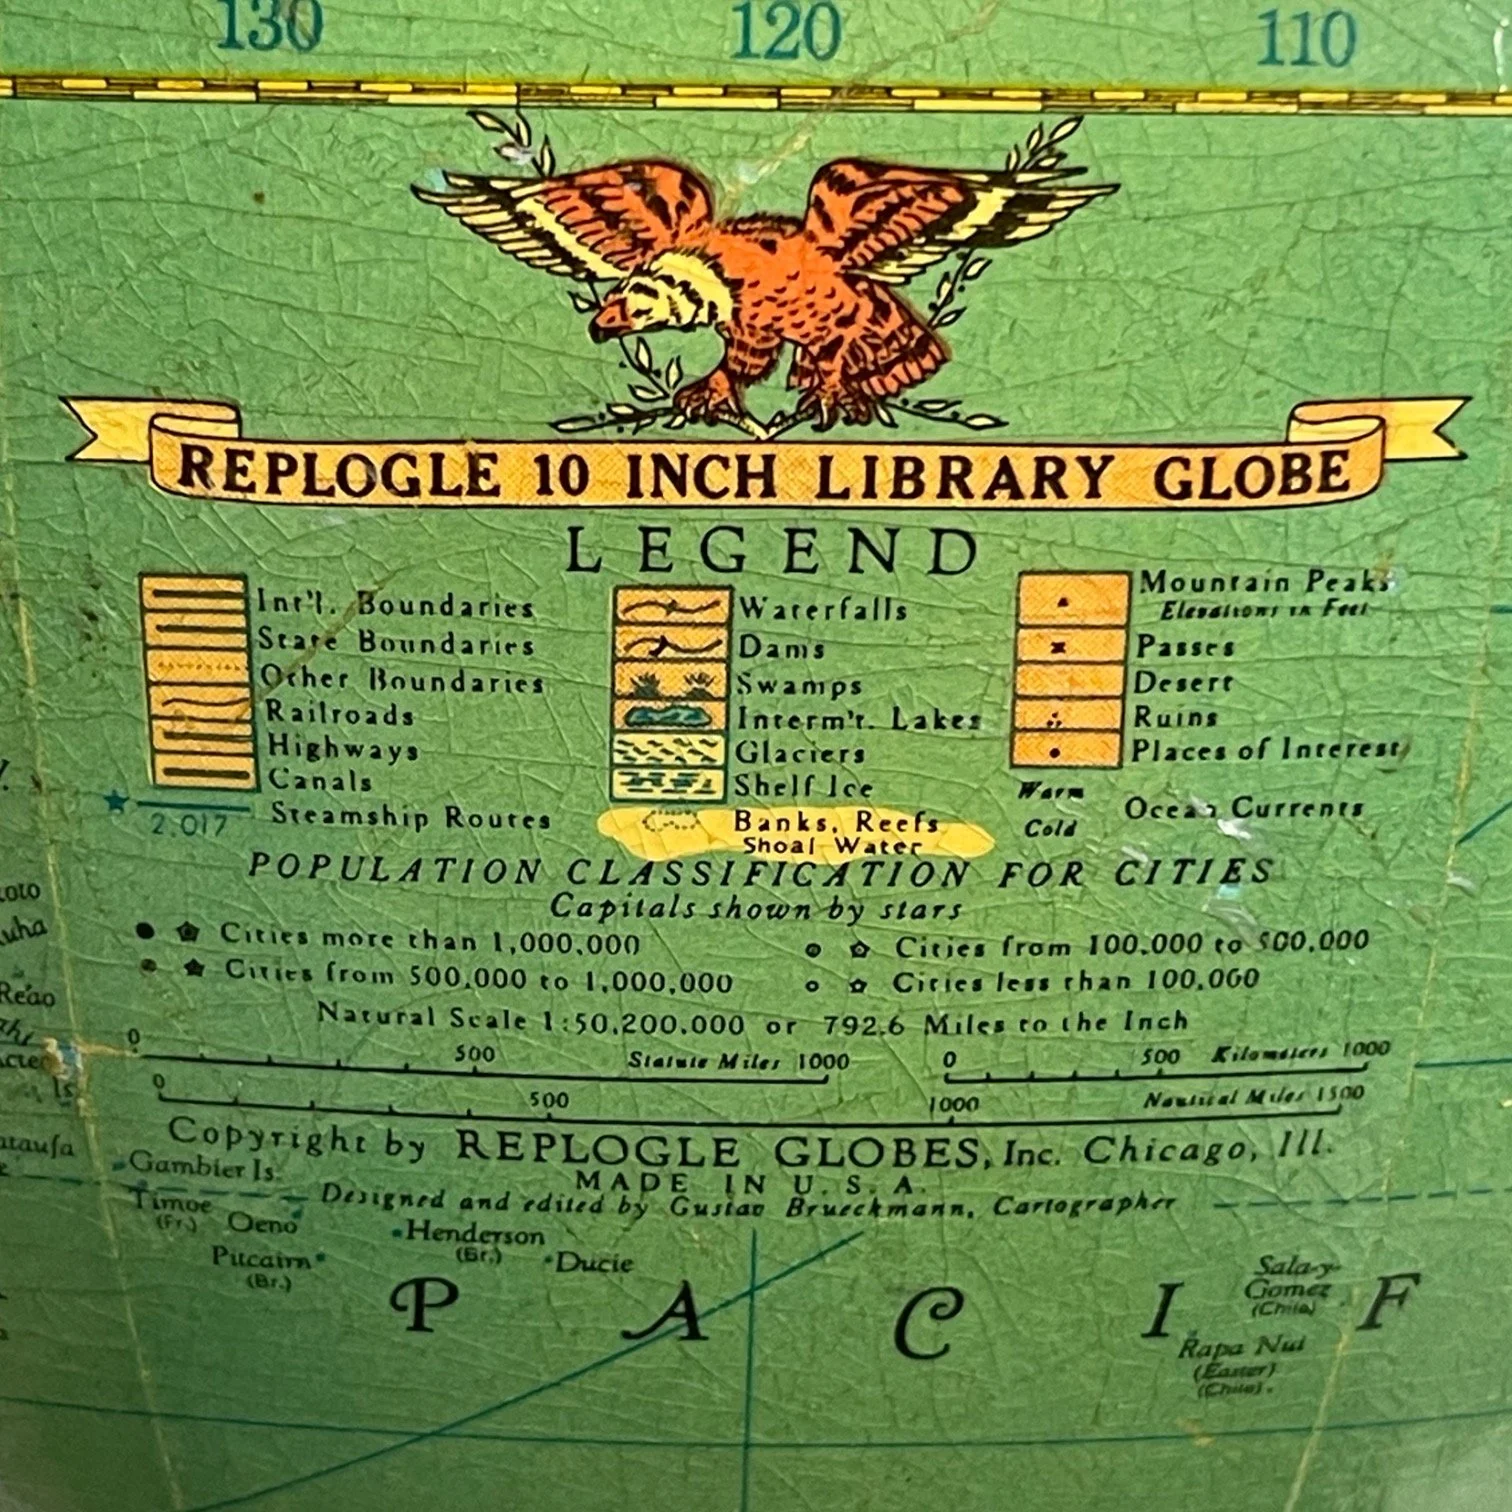 130 120 110
REPLOGLE 10 INCH LIBRARY GLOBE
LEGEND
Int'l. Boundaries
State Boundaries
Other Boundaries
Railroads
Highways
Canals
2,017 Steamship Routes
Waterfalls
Dams
Swamps
Interm't. Lakes
Glaciers
Shelf Ice
Banks, Reefs
Shoal Water
Mountain Peaks
Elevations in Feet
Passes
Desert
Ruins
Places of Interest
Warm
Cold
Ocean Currents
POPULATION CLASSIFICATION FOR CITIES
Capitals shown by stars
Cities more than 1,000,000
Cities from 500,000 to 1,000,000
Cities from 100,000 to 500,000
Cities less than 100,000
Natural Scale 1:50,200,000 or 792.6 Miles to the Inch
0 500 Statute Miles 1000
0 500 Kilometers 1000
0 500 1000 Nautical Miles 1500
Copyright by REPLOGLE GLOBES, Inc. Chicago, Ill.
MADE IN U.S.A.
Designed and edited by Gustav Brueckmann, Cartographer
Reao
Is.
Gambier Is.
Timoe
(Fr.)
Oeno
Pitcairn
(Br.)
Henderson
(Br.)
Ducie
PACIF
Sala-y-
Gomez
(Chile)
Rapa Nui
(Easter)
(Chile)